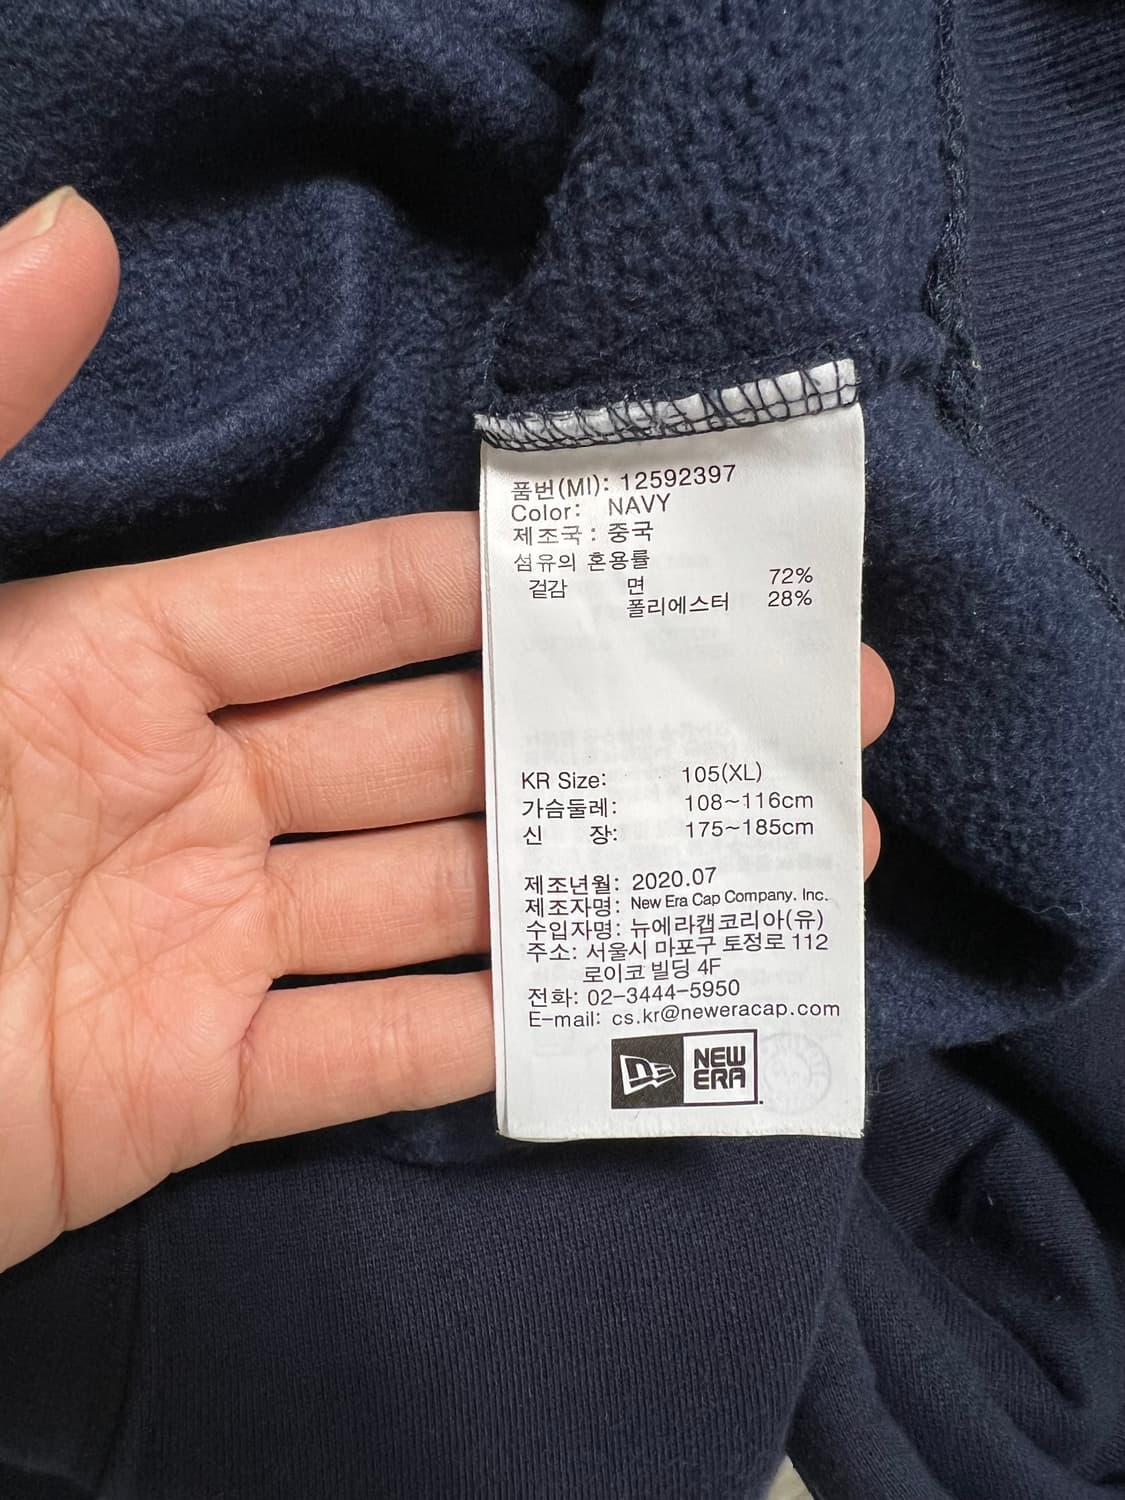 품번(MI): 12592397
Color: NAVY
제조국 : 중국
섬유의 혼용률
겉감 면 72%
폴리에스터 28%
KR Size: 105(XL)
가슴둘레: 108~116cm
신 장: 175~185cm
제조년월: 2020.07
제조자명: New Era Cap Company. Inc.
수입자명: 뉴에라캡코리아(유)
주소: 서울시 마포구 토정로 112
로이코 빌딩 4F
전화: 02-3444-5950
E-mail: cs.kr@neweracap.com
NEW
ERA